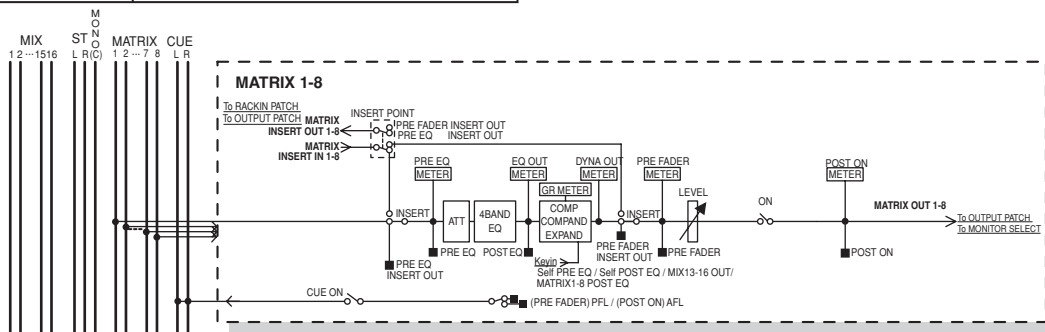 MONO
MIX ST MATRIX CUE
1 2 ··· 1516 L R (C) 1 2 ··· 7 8 L R
MATRIX 1-8
To RACKIN PATCH
To OUTPUT PATCH
MATRIX
INSERT OUT 1-8
MATRIX
INSERT IN 1-8
INSERT POINT
PRE FADER INSERT OUT
PRE EQ INSERT OUT
PRE EQ
METER
EQ OUT
METER
DYNA OUT
METER
PRE FADER
METER
POST ON
METER
GR METER
LEVEL
ON
MATRIX OUT 1-8
INSERT
ATT
4BAND
EQ
COMP
COMPAND
EXPAND
INSERT
To OUTPUT PATCH
To MONITOR SELECT
PRE EQ
INSERT OUT
PRE EQ
POST EQ
PRE FADER
INSERT OUT
PRE FADER
POST ON
Keyin
Self PRE EQ / Self POST EQ / MIX13-16 OUT/
MATRIX1-8 POST EQ
CUE ON
(PRE FADER) PFL / (POST ON) AFL